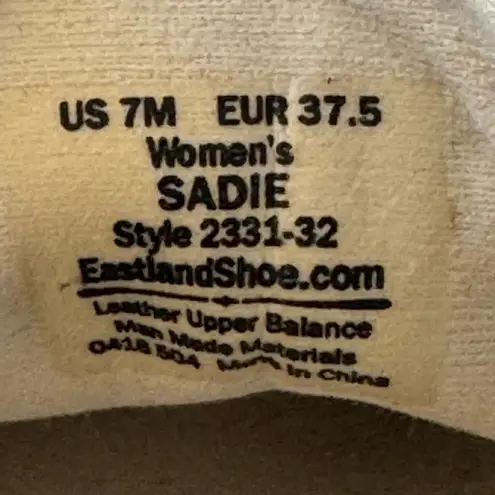 US 7M EUR 37.5
Women's
SADIE
Style 2331-32
EastlandShoe.com
Leather Upper Balance
Man Made Materials
0418 504 Made In China